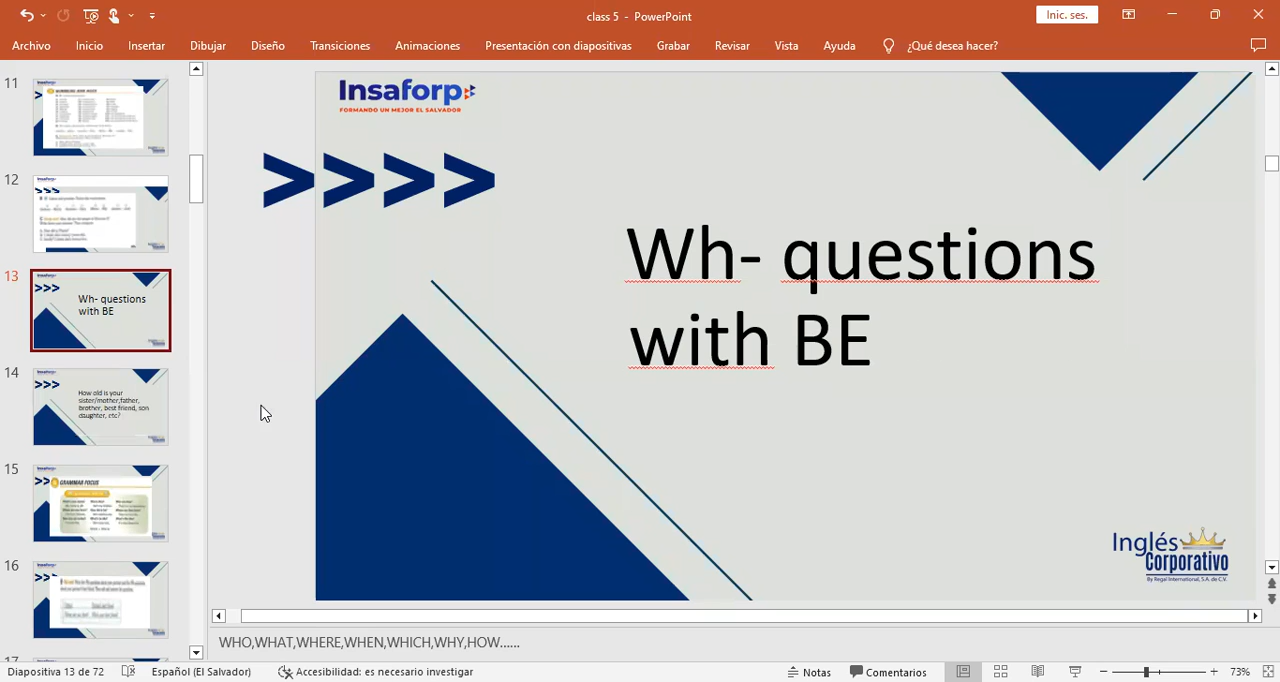 class 5 - PowerPoint
Inic. ses.
Archivo Inicio Insertar Dibujar Diseño Transiciones Animaciones Presentación con diapositivas Grabar Revisar Vista Ayuda ¿Qué desea hacer?
11
12
13
Wh- questions
with BE
14
How old is your
sister/mother,father,
brother, best friend, son
daughter, etc?
15
GRAMMAR FOCUS
16
17
Insaforp
FORMANDO UN MEJOR EL SALVADOR
>>>>
Wh- questions
with BE
Inglés
Corporativo
By Regal International, S.A. de C.V.
WHO,WHAT,WHERE,WHEN,WHICH,WHY,HOW......
Diapositiva 13 de 72 Español (El Salvador) Accesibilidad: es necesario investigar Notas Comentarios 73%